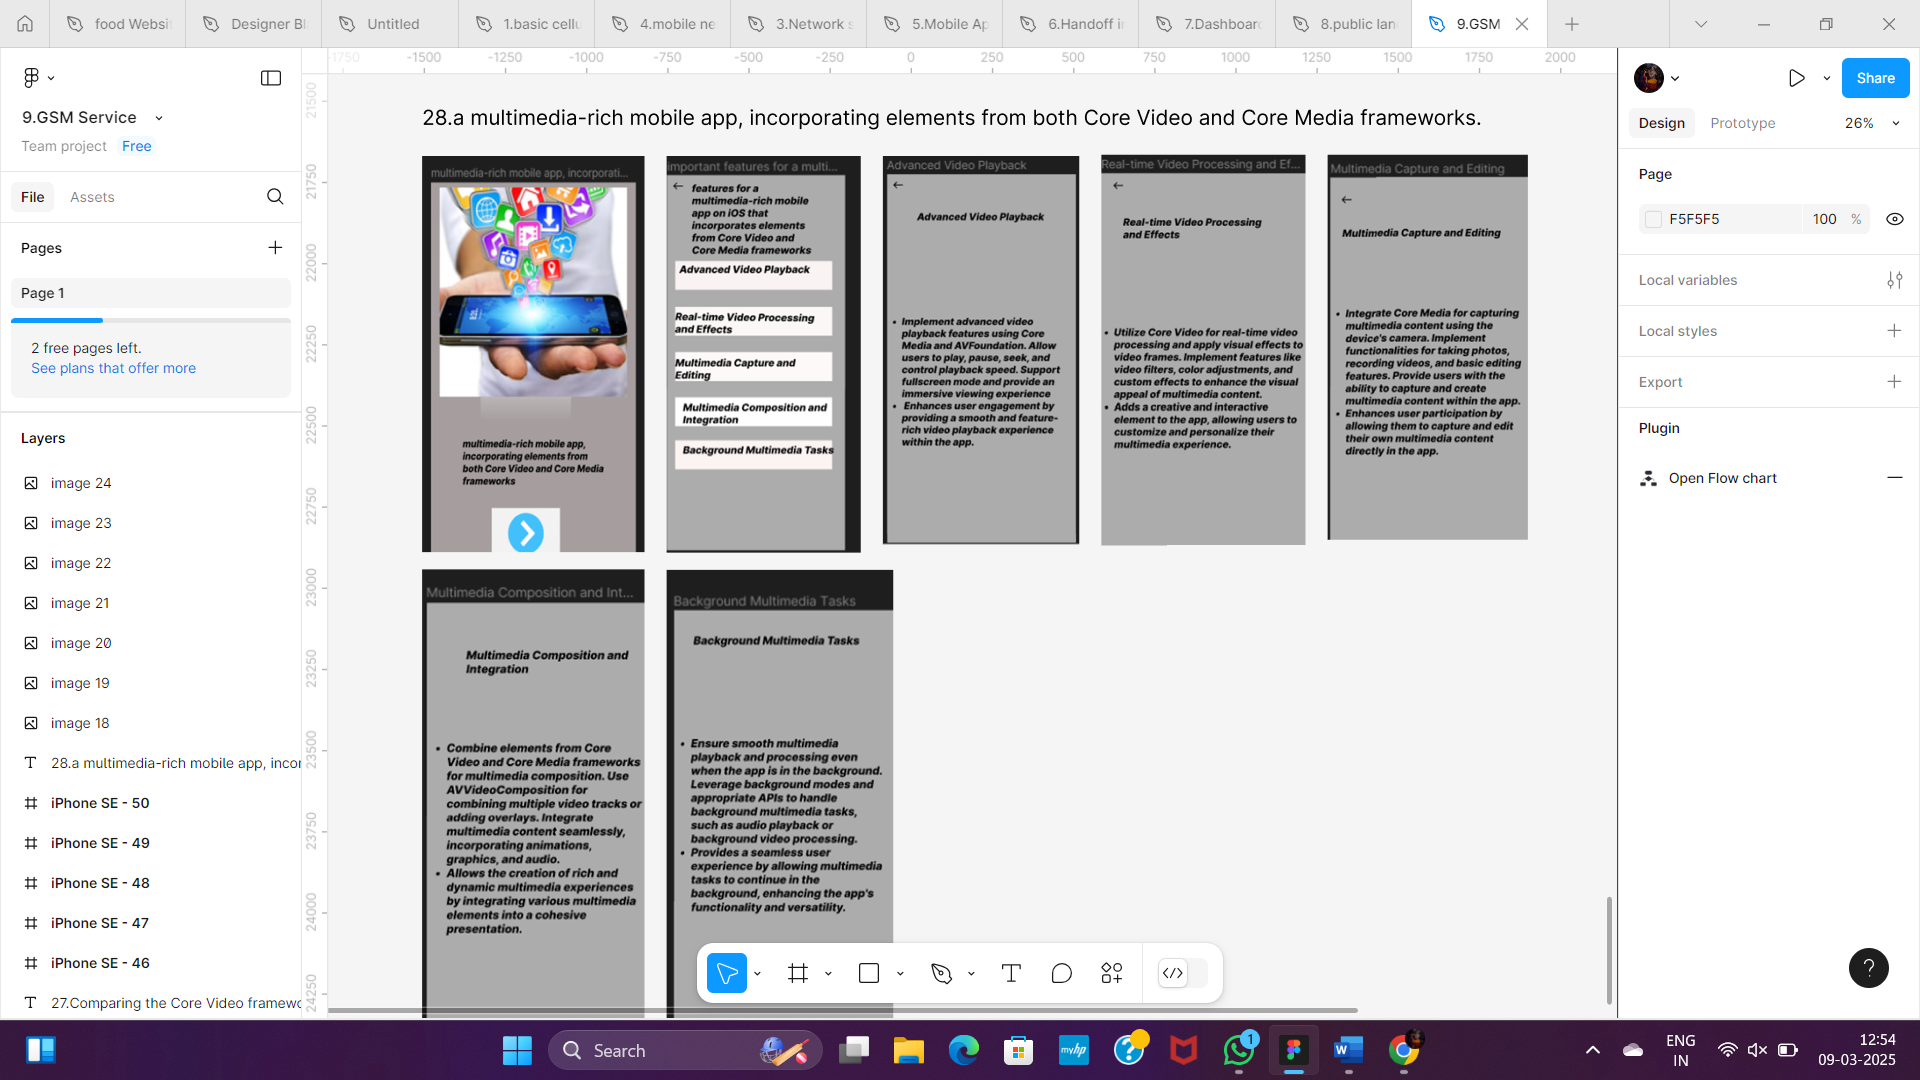 food Websit
Designer Bl
Untitled
1.basic cellu
4.mobile ne
3.Network s
5.Mobile Ap
6.Handoff in
7.Dashboard
8.public lan
9.GSM
1750 -1500 -1250 -1000 -750 -500 -250 0 250 500 750 1000 1250 1500 1750 2000
21500
21750
22000
22250
22500
22750
23000
23250
23500
23750
24000
24250
9.GSM Service
Team project Free
File Assets
Pages
Page 1
2 free pages left.
See plans that offer more
Layers
image 24
image 23
image 22
image 21
image 20
image 19
image 18
28.a multimedia-rich mobile app, incor
iPhone SE - 50
iPhone SE - 49
iPhone SE - 48
iPhone SE - 47
iPhone SE - 46
27.Comparing the Core Video framewo
28.a multimedia-rich mobile app, incorporating elements from both Core Video and Core Media frameworks.
multimedia-rich mobile app, incorporati...
multimedia-rich mobile app,
incorporating elements from
both Core Video and Core Media
frameworks
important features for a multi...
features for a
multimedia-rich mobile
app on iOS that
incorporates elements
from Core Video and
Core Media frameworks
Advanced Video Playback
Real-time Video Processing
and Effects
Multimedia Capture and
Editing
Multimedia Composition and
Integration
Background Multimedia Tasks
Advanced Video Playback
Advanced Video Playback
• Implement advanced video
playback features using Core
Media and AVFoundation. Allow
users to play, pause, seek, and
control playback speed. Support
fullscreen mode and provide an
immersive viewing experience
• Enhances user engagement by
providing a smooth and feature-
rich video playback experience
within the app.
Real-time Video Processing and Ef...
Real-time Video Processing
and Effects
• Utilize Core Video for real-time video
processing and apply visual effects to
video frames. Implement features like
video filters, color adjustments, and
custom effects to enhance the visual
appeal of multimedia content.
• Adds a creative and interactive
element to the app, allowing users to
customize and personalize their
multimedia experience.
Multimedia Capture and Editing
Multimedia Capture and Editing
• Integrate Core Media for capturing
multimedia content using the
device's camera. Implement
functionalities for taking photos,
recording videos, and basic editing
features. Provide users with the
ability to capture and create
multimedia content within the app.
• Enhances user participation by
allowing them to capture and edit
their own multimedia content
directly in the app.
Multimedia Composition and Int...
Multimedia Composition and
Integration
• Combine elements from Core
Video and Core Media frameworks
for multimedia composition. Use
AVVideoComposition for
combining multiple video tracks or
adding overlays. Integrate
multimedia content seamlessly,
incorporating animations,
graphics, and audio.
• Allows the creation of rich and
dynamic multimedia experiences
by integrating various multimedia
elements into a cohesive
presentation.
Background Multimedia Tasks
Background Multimedia Tasks
• Ensure smooth multimedia
playback and processing even
when the app is in the background.
Leverage background modes and
appropriate APIs to handle
background multimedia tasks,
such as audio playback or
background video processing.
• Provides a seamless user
experience by allowing multimedia
tasks to continue in the
background, enhancing the app's
functionality and versatility.
Share
Design Prototype 26%
Page
F5F5F5 100 %
Local variables
Local styles
Export
Plugin
Open Flow chart
?
Search
myhp
1
ENG
IN
12:54
09-03-2025